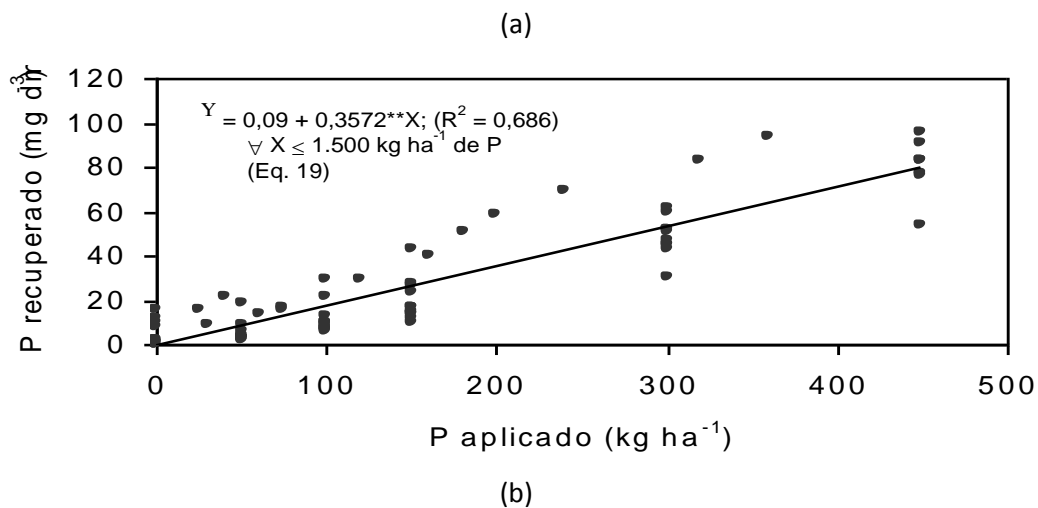 (a)
120
100
80
60
40
20
0
P recuperado (mg dm⁻³)
Y = 0,09 + 0,3572**X; (R² = 0,686)
∀ X ≤ 1.500 kg ha⁻¹ de P
(Eq. 19)
0 100 200 300 400 500
P aplicado (kg ha⁻¹)
(b)